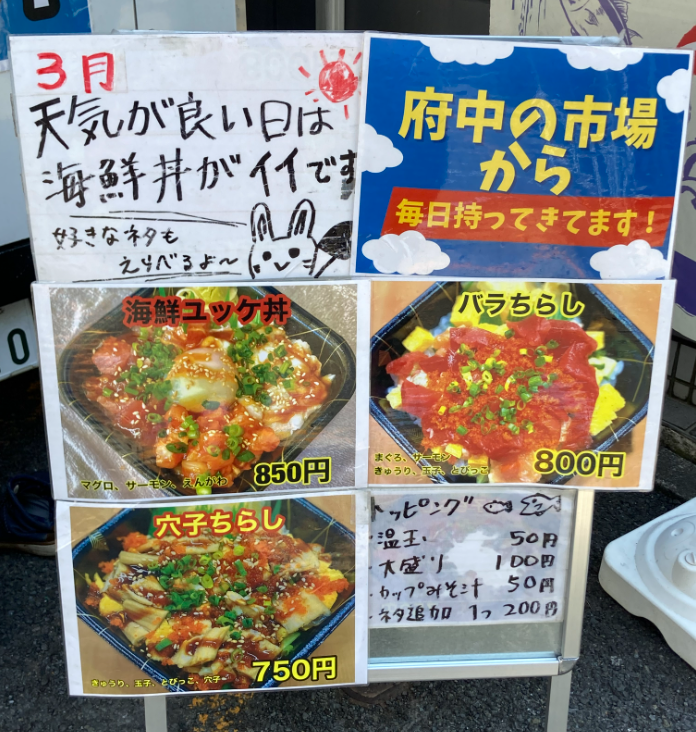 3月
天気が良い日は
海鮮丼がイイです
好きなネタも
えらべるよ〜
府中の市場
から
毎日持ってきてます！
海鮮ユッケ丼
マグロ、サーモン、えんがわ
850円
バラちらし
まぐろ、サーモン
きゅうり、玉子、とびっこ
800円
穴子ちらし
きゅうり、玉子、とびっこ、穴子
750円
トッピング
・温玉 50円
・大盛り 100円
・カップみそ汁 50円
・ネタ追加 1つ 200円